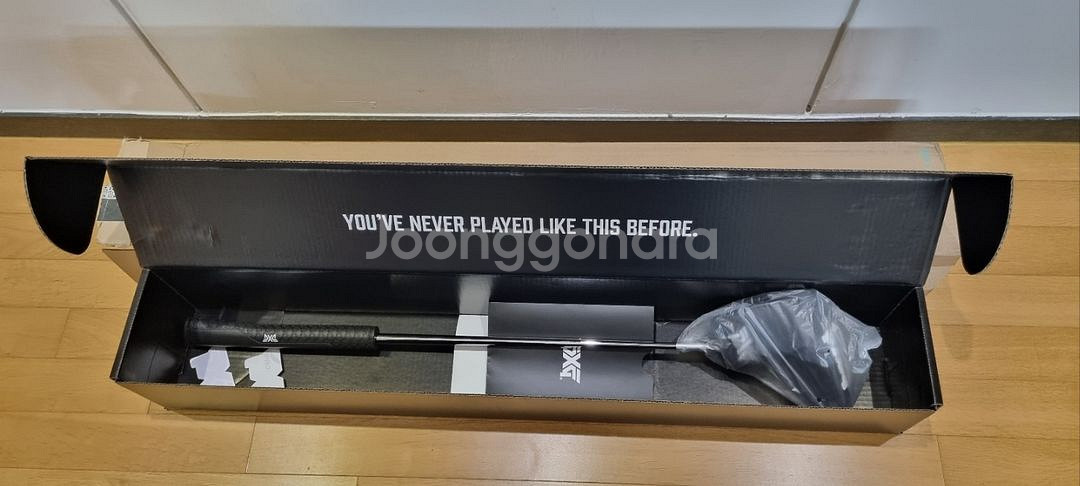 YOU'VE NEVER PLAYED LIKE THIS BEFORE.
Joonggonara
PXG
PXG